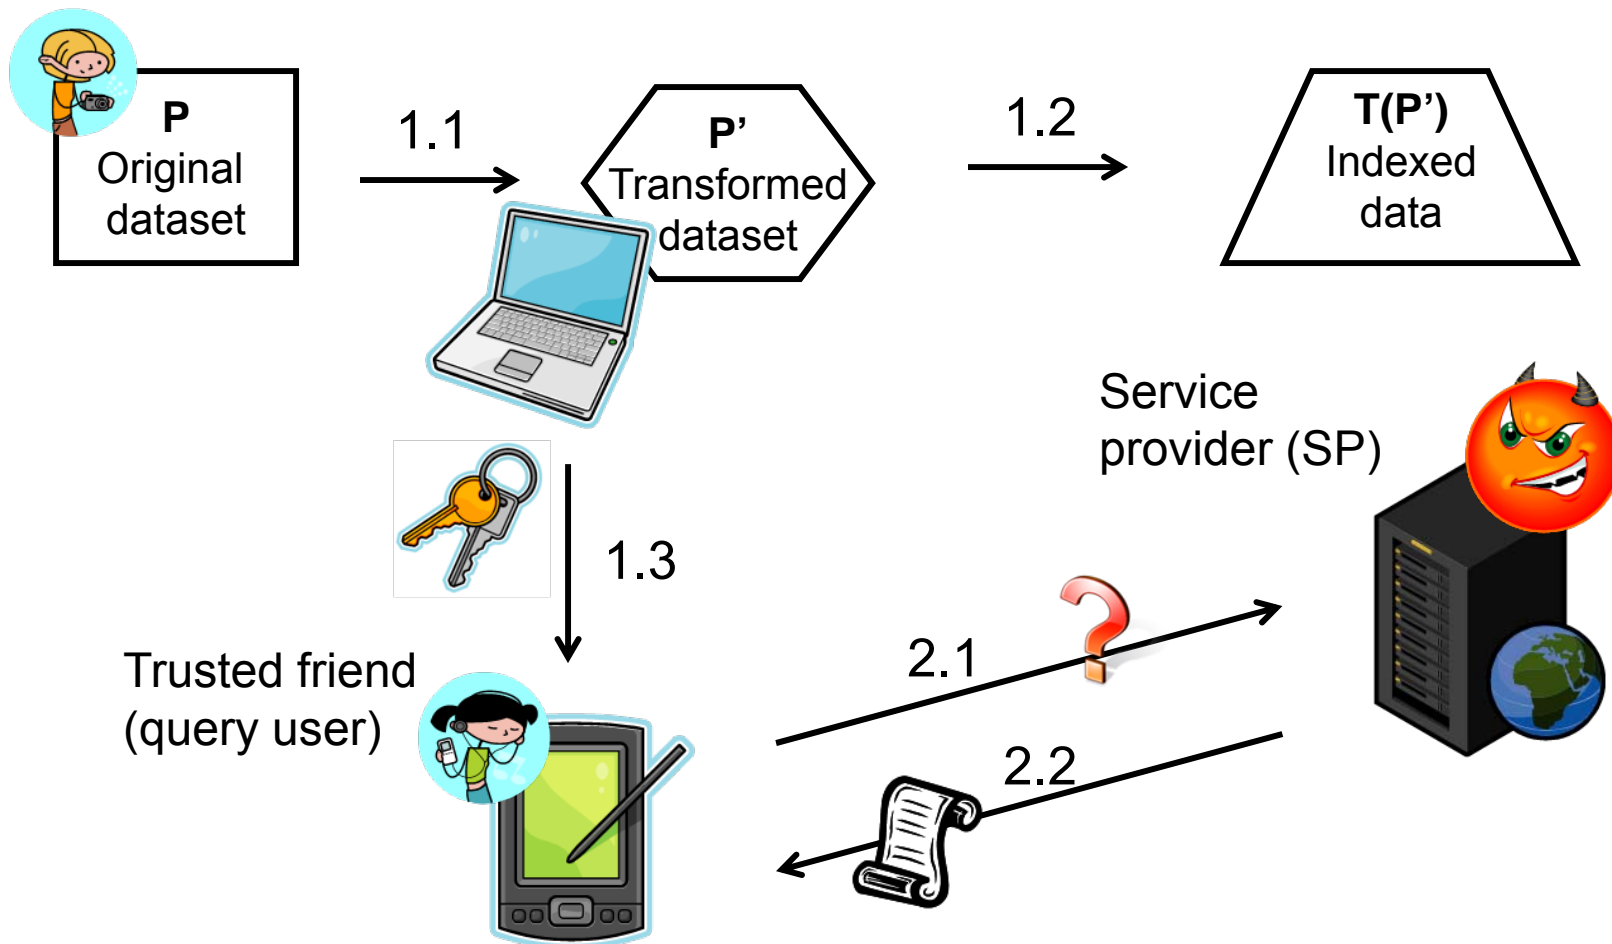 P
Original
dataset
1.1
P’
Transformed
dataset
1.2
T(P’)
Indexed
data
Service
provider (SP)
1.3
Trusted friend
(query user)
2.1
?
2.2